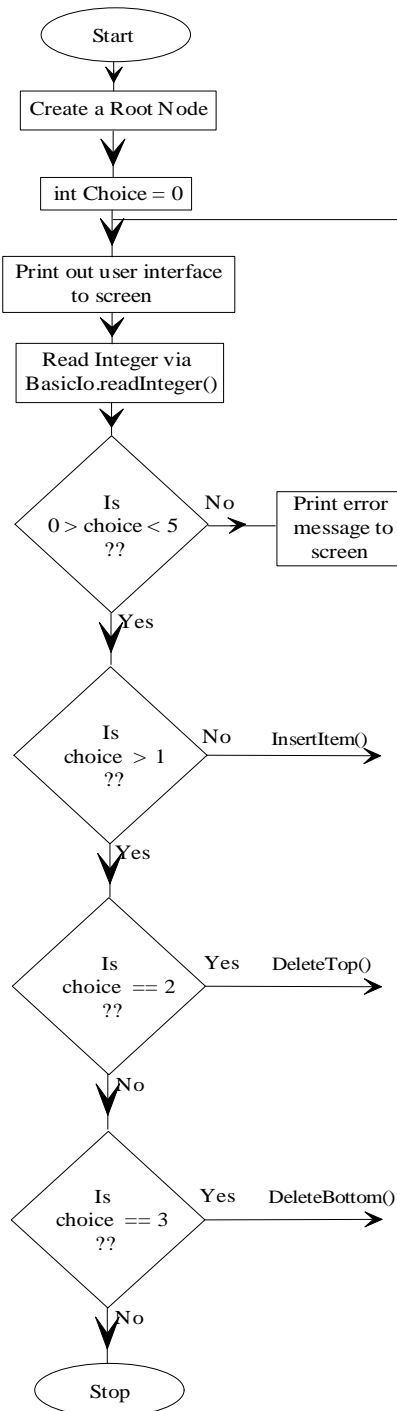 Start
Create a Root Node
int Choice = 0
Print out user interface
to screen
Read Integer via
BasicIo.readInteger()
Is
0 > choice < 5
??
No
Print error
message to
screen
Yes
Is
choice > 1
??
No
InsertItem()
Yes
Is
choice == 2
??
Yes
DeleteTop()
No
Is
choice == 3
??
Yes
DeleteBottom()
No
Stop